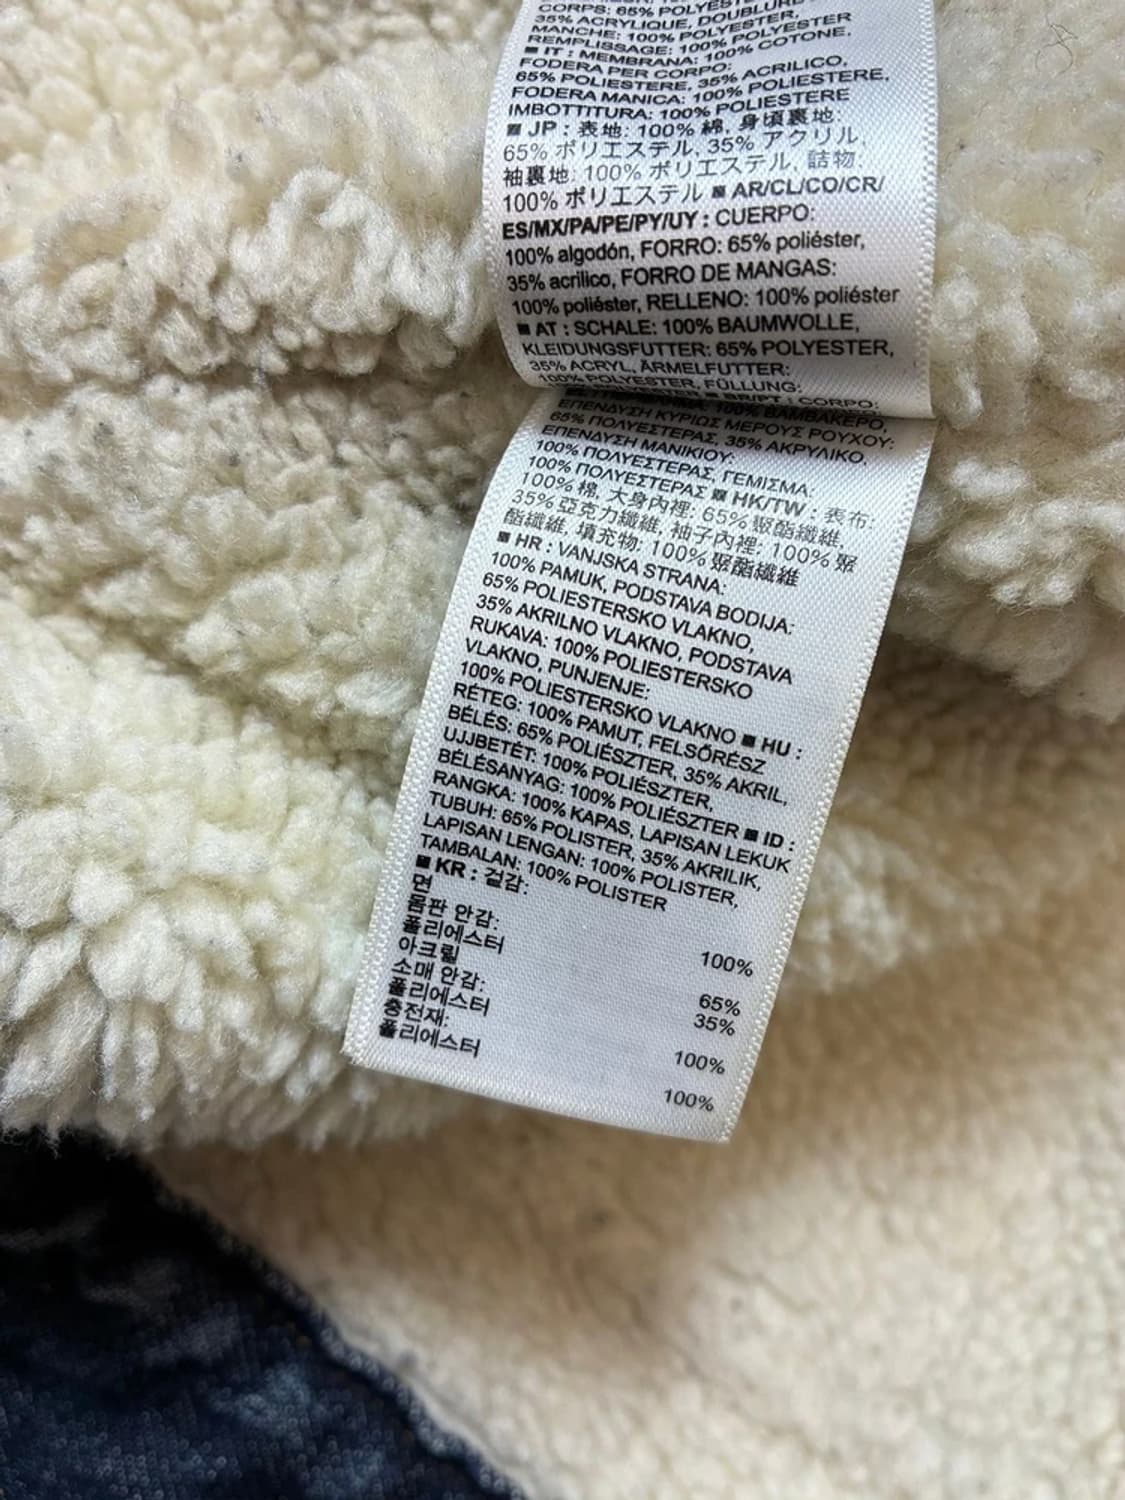 CORPS: 65% POLYESTER,
35% ACRYLIQUE, DOUBLURE
MANCHE: 100% POLYESTER,
REMPLISSAGE: 100% POLYESTER
■ IT : MEMBRANA: 100% COTONE,
FODERA PER CORPO:
65% POLIESTERE, 35% ACRILICO,
FODERA MANICA: 100% POLIESTERE,
IMBOTTITURA: 100% POLIESTERE
■ JP : 表地: 100% 綿, 身頃裏地:
65% ポリエステル, 35% アクリル,
袖裏地: 100% ポリエステル, 詰物:
100% ポリエステル ■ AR/CL/CO/CR/
ES/MX/PA/PE/PY/UY : CUERPO:
100% algodón, FORRO: 65% poliéster,
35% acrílico, FORRO DE MANGAS:
100% poliéster, RELLENO: 100% poliéster
■ AT : SCHALE: 100% BAUMWOLLE,
KLEIDUNGSFUTTER: 65% POLYESTER,
35% ACRYL, ÄRMELFUTTER:
100% POLYESTER, FÜLLUNG:
POLYESTER ■ BR/PT : CORPO:
100% ΒΑΜΒΑΚΕΡΟ,
ΕΠΕΝΔΥΣΗ ΚΥΡΙΩΣ ΜΕΡΟΥΣ ΡΟΥΧΟΥ:
65% ΠΟΛΥΕΣΤΕΡΑΣ, 35% ΑΚΡΥΛΙΚΟ,
ΕΠΕΝΔΥΣΗ ΜΑΝΙΚΙΟΥ:
100% ΠΟΛΥΕΣΤΕΡΑΣ, ΓΕΜΙΣΜΑ:
100% ΠΟΛΥΕΣΤΕΡΑΣ ■ HK/TW : 表布:
100% 棉, 大身內裡: 65% 聚酯纖維,
35% 亞克力纖維, 袖子內裡: 100% 聚
酯纖維, 填充物: 100% 聚酯纖維
■ HR : VANJSKA STRANA:
100% PAMUK, PODSTAVA BODIJA:
65% POLIESTERSKO VLAKNO,
35% AKRILNO VLAKNO, PODSTAVA
RUKAVA: 100% POLIESTERSKO
VLAKNO, PUNJENJE:
100% POLIESTERSKO VLAKNO ■ HU :
RÉTEG: 100% PAMUT, FELSŐRÉSZ
BÉLÉS: 65% POLIÉSZTER, 35% AKRIL,
UJJBETÉT: 100% POLIÉSZTER,
BÉLÉSANYAG: 100% POLIÉSZTER ■ ID :
RANGKA: 100% KAPAS, LAPISAN LEKUK
TUBUH: 65% POLISTER, 35% AKRILIK,
LAPISAN LENGAN: 100% POLISTER,
TAMBALAN: 100% POLISTER
■ KR : 겉감:
면 100%
몸판 안감:
폴리에스터 65%
아크릴 35%
소매 안감:
폴리에스터 100%
충전재:
폴리에스터 100%